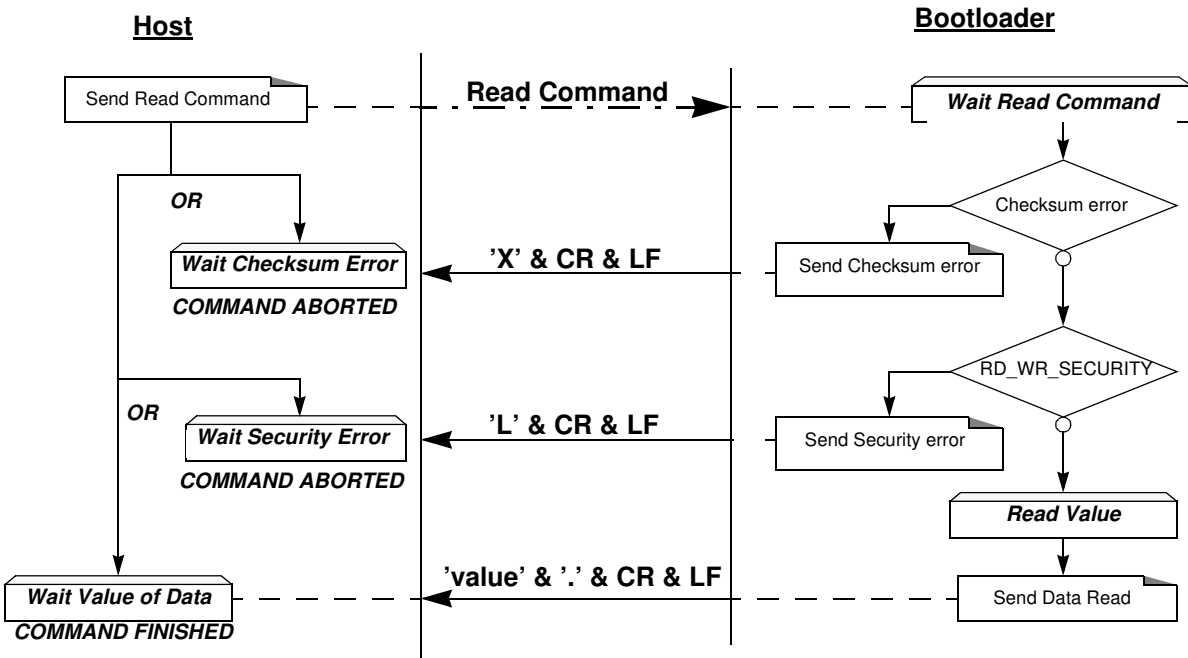 Host
Bootloader
Send Read Command
Read Command
Wait Read Command
OR
Checksum error
Wait Checksum Error
’X’ & CR & LF
Send Checksum error
COMMAND ABORTED
RD_WR_SECURITY
OR
Wait Security Error
’L’ & CR & LF
Send Security error
COMMAND ABORTED
Read Value
’value’ & ’.’ & CR & LF
Wait Value of Data
Send Data Read
COMMAND FINISHED